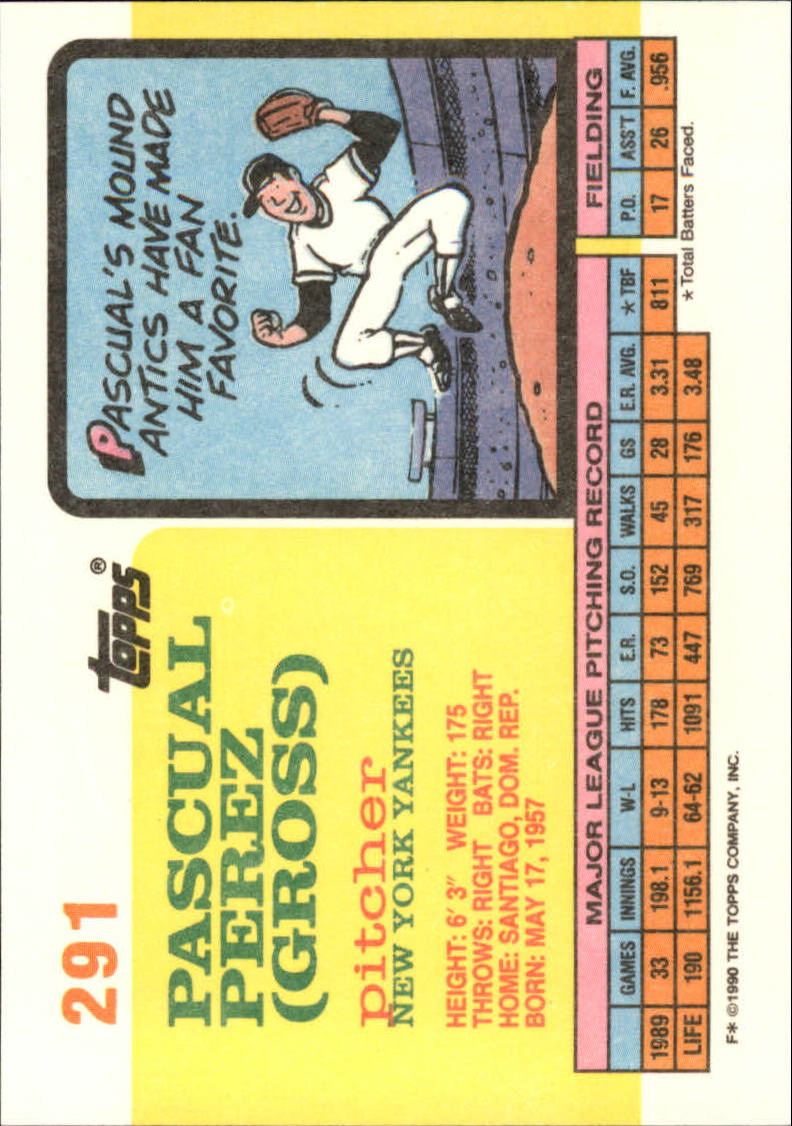 291
topps®
PASCUAL
PEREZ
(GROSS)
pitcher
NEW YORK YANKEES
HEIGHT: 6' 3" WEIGHT: 175
THROWS: RIGHT BATS: RIGHT
HOME: SANTIAGO, DOM. REP.
BORN: MAY 17, 1957
PASCUAL'S MOUND
ANTICS HAVE MADE
HIM A FAN
FAVORITE.
MAJOR LEAGUE PITCHING RECORD FIELDING
GAMES INNINGS W-L HITS E.R. S.O. WALKS GS E.R. AVG. * TBF P.O. ASS'T F. AVG.
1989 33 198.1 9-13 178 73 152 45 28 3.31 811 17 26 .956
LIFE 190 1156.1 64-62 1091 447 769 317 176 3.48
*Total Batters Faced.
F* ©1990 THE TOPPS COMPANY, INC.